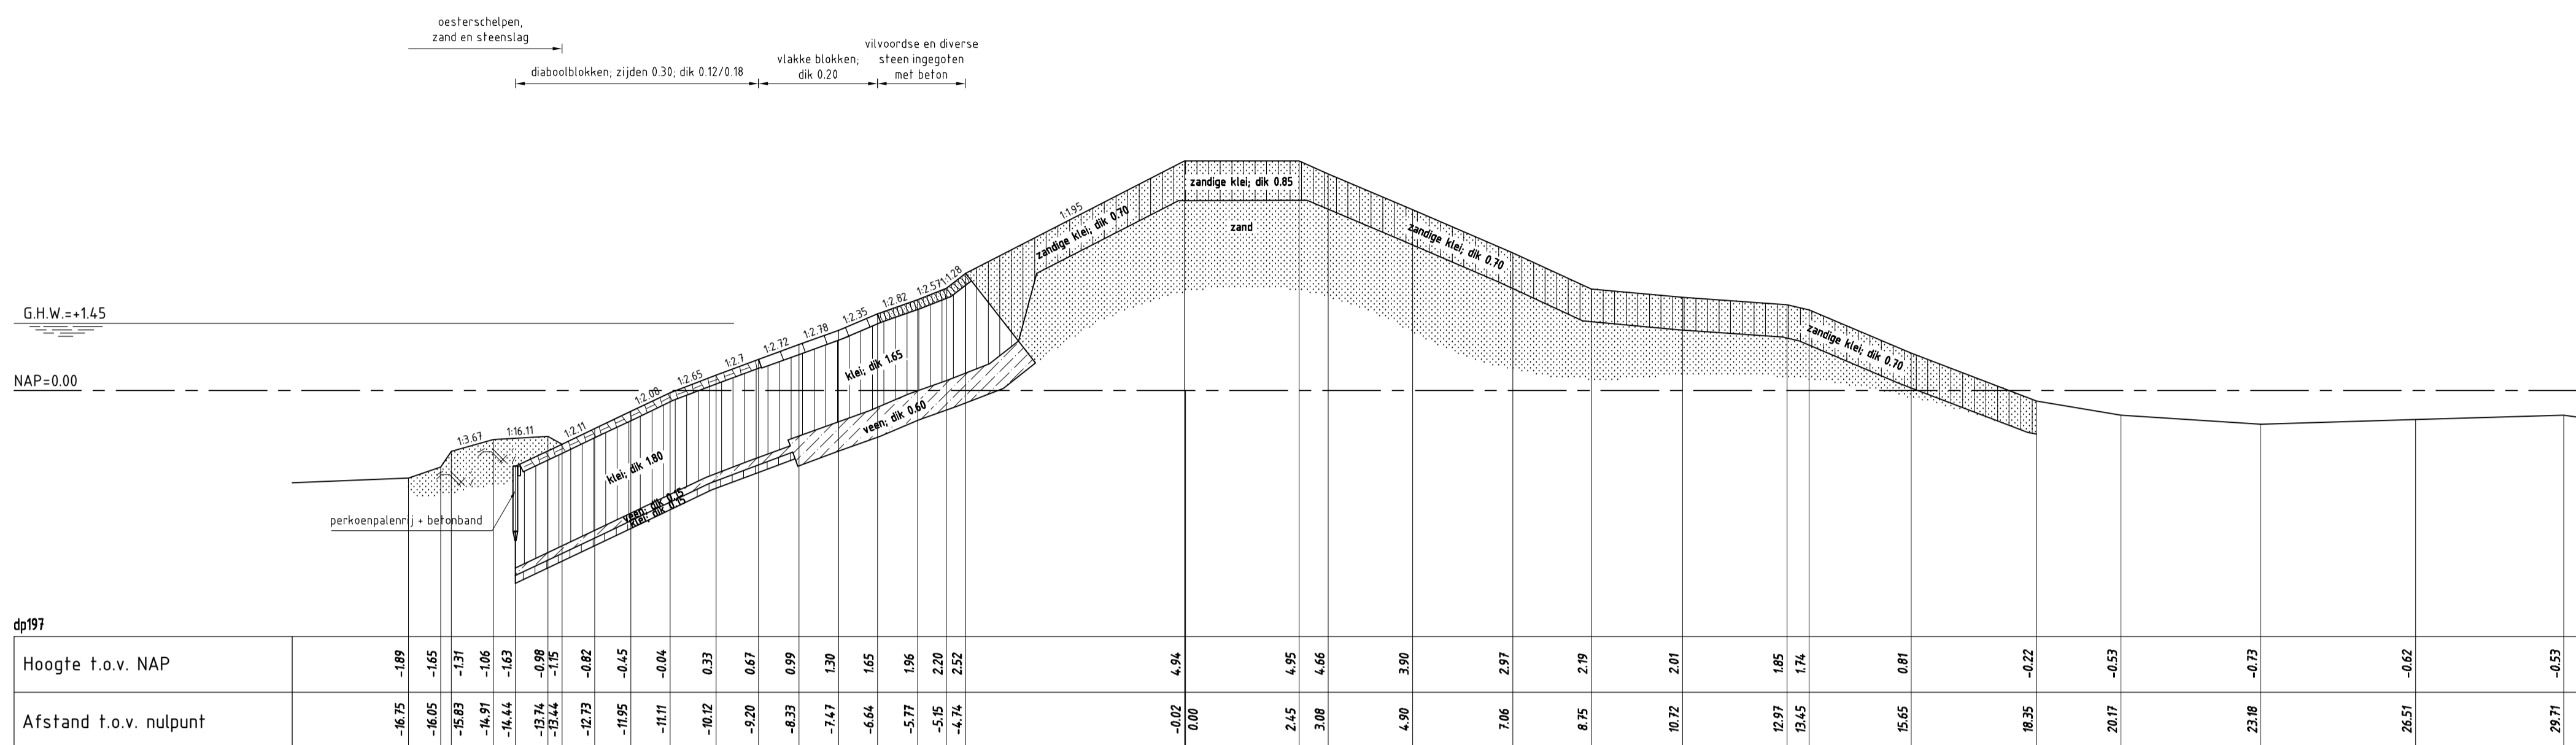 oesterschelpen,
zand en steenslag
diaboolblokken; zijden 0.30; dik 0.12/0.18
vlakke blokken;
dik 0.20
vilvoordse en diverse
steen ingegoten
met beton
G.H.W.=+1.45
NAP=0.00
1:3.67
1:16.11
1:2.11
1:2.08
1:2.65
1:2.7
1:2.72
1:2.78
1:2.35
1:2.82
1:2.57
1:1.28
1:1.95
zandige klei; dik 0.70
zandige klei; dik 0.85
zand
zandige klei; dik 0.70
zandige klei; dik 0.70
klei; dik 1.65
veen; dik 0.60
klei; dik 1.80
veen; dik 0.15
klei; dik 0.15
perkoenpalenrij + betonband
dp197
Hoogte t.o.v. NAP -1.89 -1.65 -1.31 -1.06 -1.63 -0.98 -1.15 -0.82 -0.45 -0.04 0.33 0.67 0.99 1.30 1.65 1.96 2.20 2.52 4.94 4.95 4.66 3.90 2.97 2.19 2.01 1.85 1.74 0.81 -0.22 -0.53 -0.73 -0.62 -0.53
Afstand t.o.v. nulpunt -16.75 -16.05 -15.83 -14.91 -14.44 -13.74 -13.44 -12.73 -11.95 -11.11 -10.12 -9.20 -8.33 -7.47 -6.64 -5.77 -5.15 -4.74 -0.02 0.00 2.45 3.08 4.90 7.06 8.75 10.72 12.97 13.45 15.65 18.35 20.17 23.18 26.51 29.71